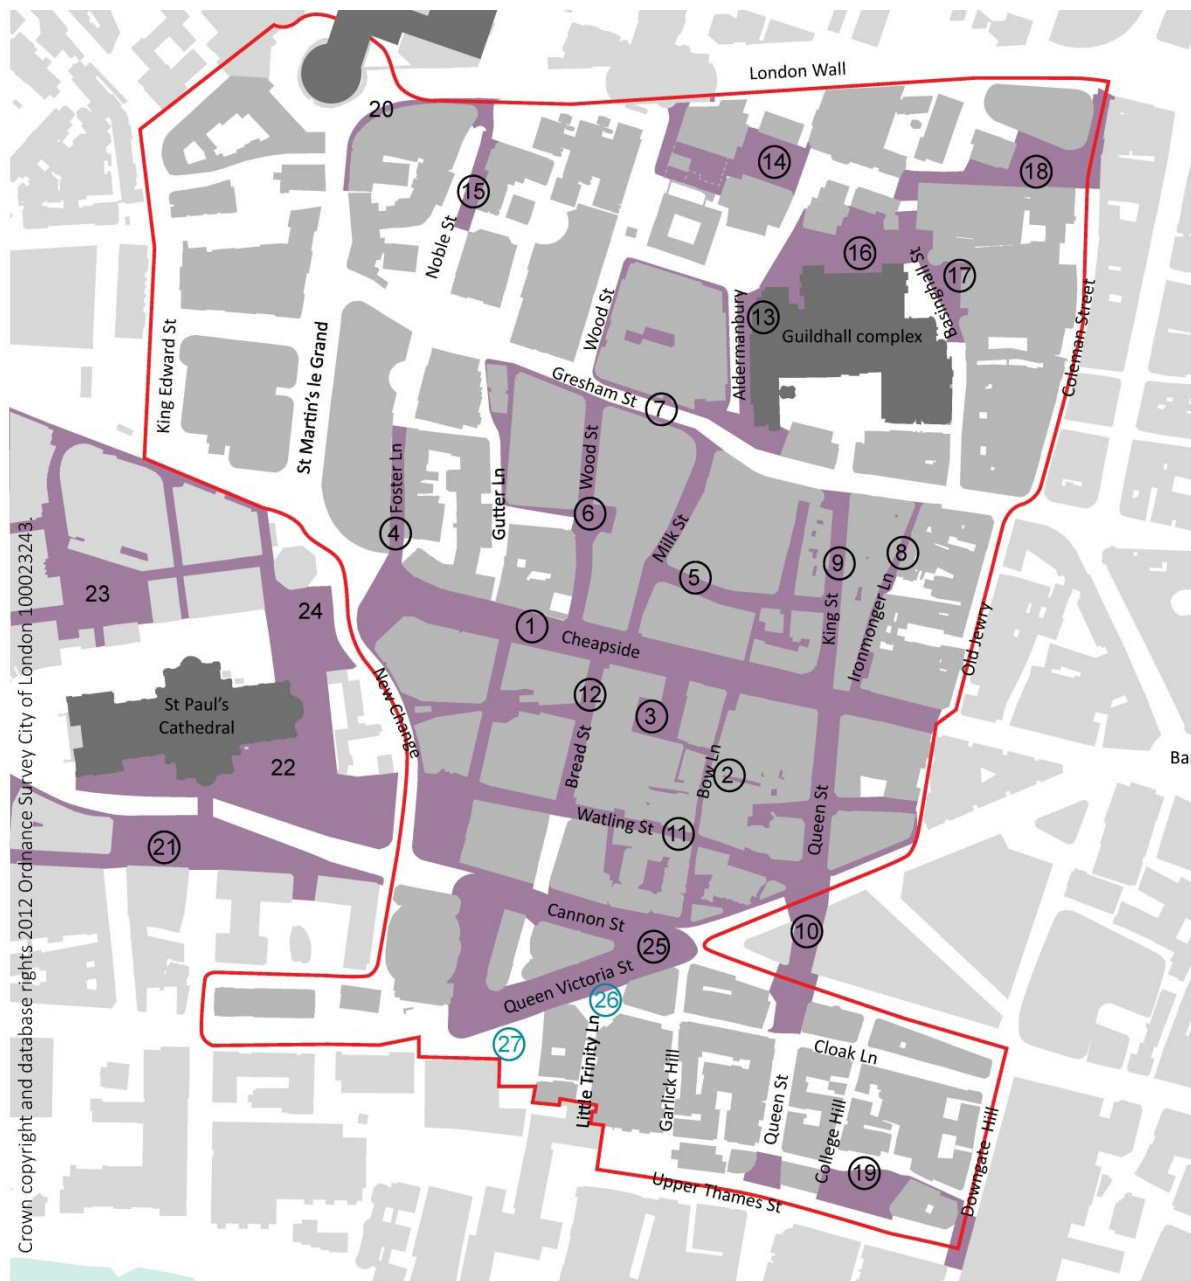 London Wall
20
14
18
15
Noble St
16
Basinghall St
17
Wood St
Aldermanbury
13
Guildhall complex
King Edward St
St Martin's le Grand
Coleman Street
Gresham St
7
Foster Ln
Gutter Ln
Wood St
6
4
Milk St
5
9
8
King St
Ironmonger Ln
Old Jewry
23
24
1
Cheapside
St Paul's
Cathedral
New Change
12
3
Bread St
Bow Ln
2
Queen St
22
Watling St
11
21
Cannon St
25
10
Queen Victoria St
26
27
Little Trinity Ln
Garlick Hill
Cloak Ln
Queen St
College Hill
19
Downgate Hill
Upper Thames St
Crown copyright and database rights 2012 Ordnance Survey City of London 100023243.